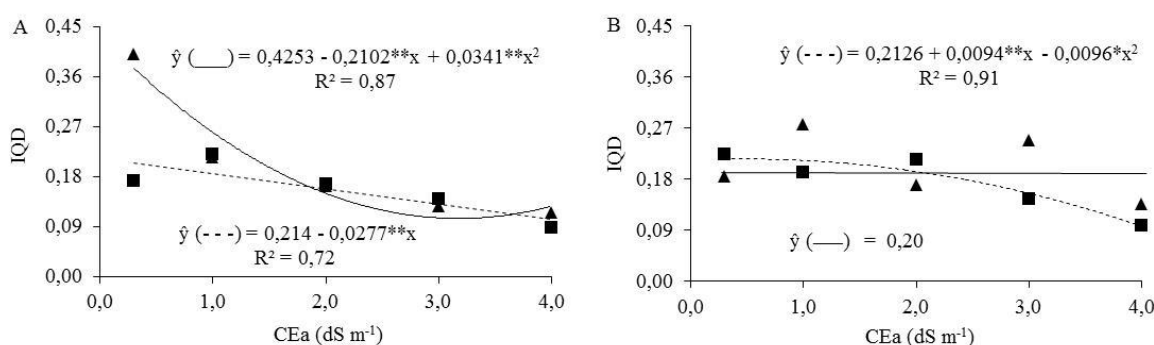 A
0,45
0,36
0,27
0,18
0,09
0,00
IQD
ŷ (___) = 0,4253 - 0,2102**x + 0,0341**x²
R² = 0,87
ŷ (- - -) = 0,214 - 0,0277**x
R² = 0,72
0,0 1,0 2,0 3,0 4,0
CEa (dS m⁻¹)
B
0,45
0,36
0,27
0,18
0,09
0,00
IQD
ŷ (- - -) = 0,2126 + 0,0094**x - 0,0096*x²
R² = 0,91
ŷ (___) = 0,20
0,0 1,0 2,0 3,0 4,0
CEa (dS m⁻¹)